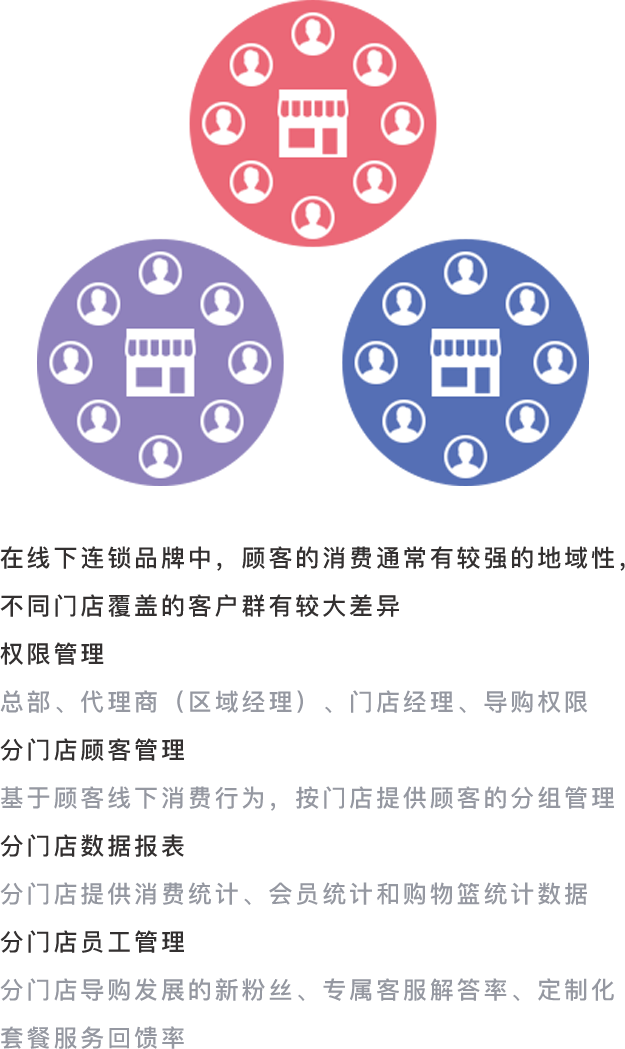 在线下连锁品牌中，顾客的消费通常有较强的地域性，
不同门店覆盖的客户群有较大差异
权限管理
总部、代理商（区域经理）、门店经理、导购权限
分门店顾客管理
基于顾客线下消费行为，按门店提供顾客的分组管理
分门店数据报表
分门店提供消费统计、会员统计和购物篮统计数据
分门店员工管理
分门店导购发展的新粉丝、专属客服解答率、定制化
套餐服务回馈率